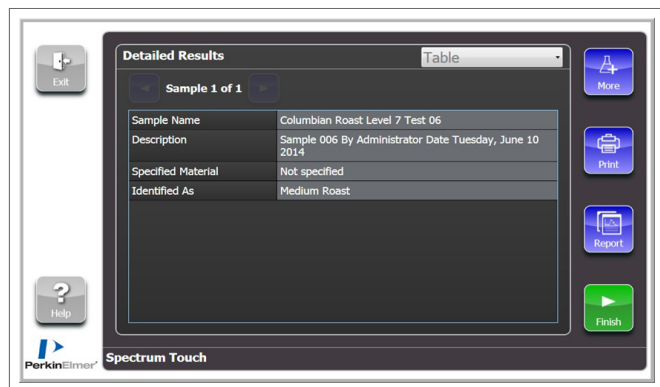 Exit
Detailed Results
Table
More
Sample 1 of 1
Sample Name Columbian Roast Level 7 Test 06
Description Sample 006 By Administrator Date Tuesday, June 10
2014
Specified Material Not specified
Identified As Medium Roast
Print
Report
?
Help
Finish
PerkinElmer
Spectrum Touch